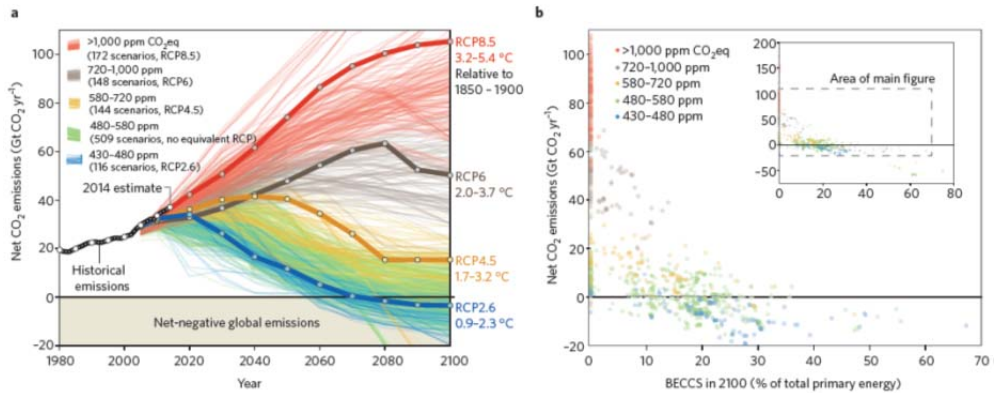 a
Net CO₂ emissions (Gt CO₂ yr⁻¹)
100
80
60
40
20
0
−20
>1,000 ppm CO₂eq
(172 scenarios, RCP8.5)
720–1,000 ppm
(148 scenarios, RCP6)
580–720 ppm
(144 scenarios, RCP4.5)
480–580 ppm
(509 scenarios, no equivalent RCP)
430–480 ppm
(116 scenarios, RCP2.6)
2014 estimate
Historical
emissions
Net-negative global emissions
RCP8.5
3.2–5.4 °C
Relative to
1850 – 1900
RCP6
2.0–3.7 °C
RCP4.5
1.7–3.2 °C
RCP2.6
0.9–2.3 °C
1980 2000 2020 2040 2060 2080 2100
Year
b
Net CO₂ emissions (Gt CO₂ yr⁻¹)
100
80
60
40
20
0
−20
>1,000 ppm CO₂eq
720–1,000 ppm
580–720 ppm
480–580 ppm
430–480 ppm
200
150
100
50
0
−50
Area of main figure
0 20 40 60 80
0 10 20 30 40 50 60 70
BECCS in 2100 (% of total primary energy)